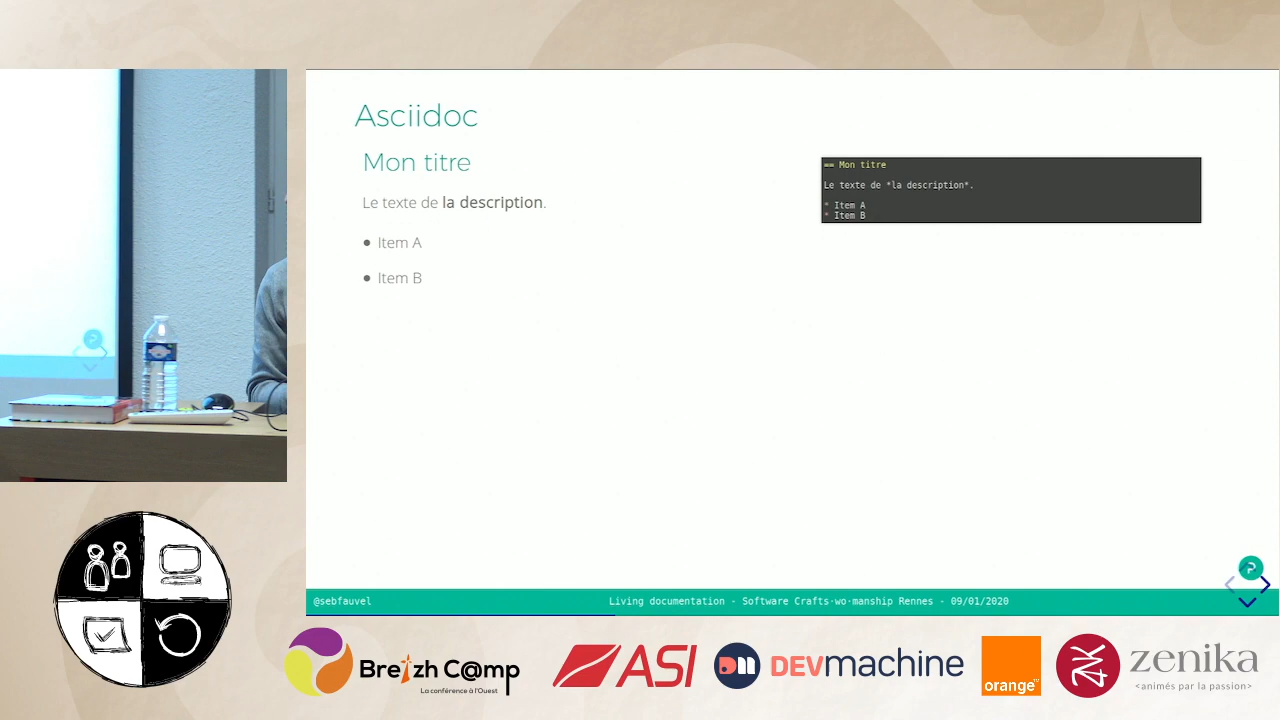 Asciidoc
Mon titre
Le texte de la description.
● Item A
● Item B
== Mon titre
Le texte de *la description*.
* Item A
* Item B
@sebfauvel
Living documentation - Software Crafts·wo·manship Rennes - 09/01/2020
Breizh C@mp
La conférence à l'Ouest
ASI
DEVmachine
orange™
zenika
<animés par la passion>